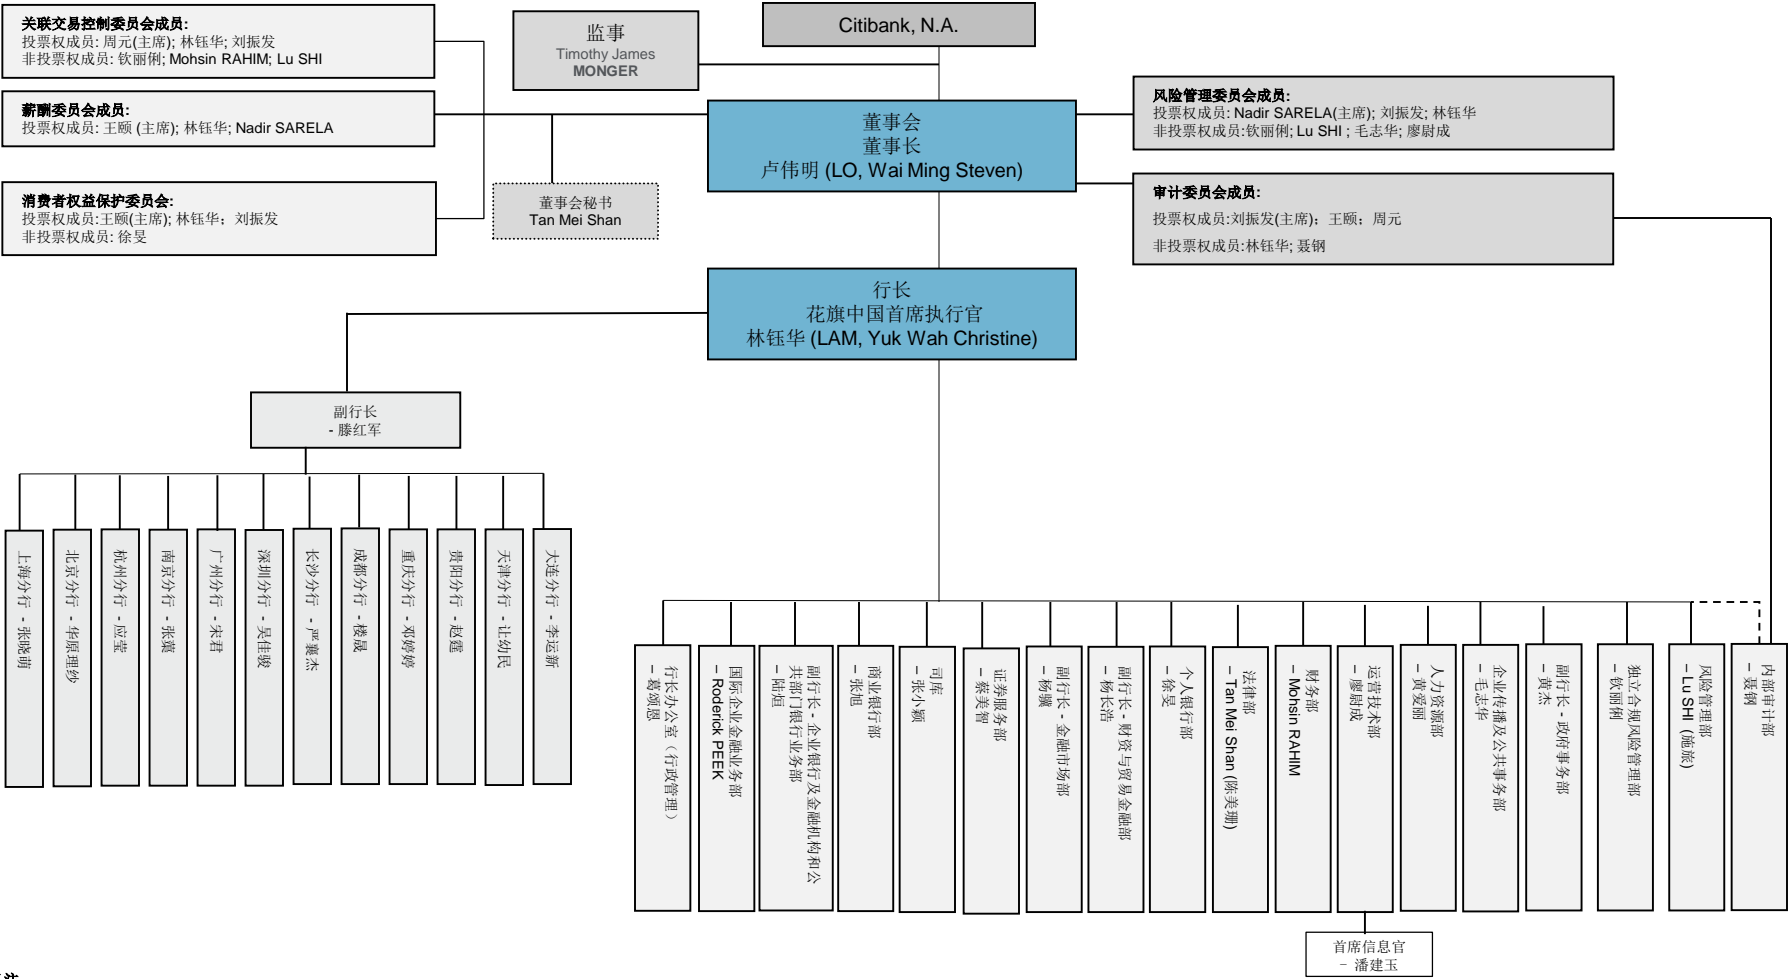 关联交易控制委员会成员:
投票权成员: 周元(主席); 林钰华; 刘振发
非投票权成员: 钦丽俐; Mohsin RAHIM; Lu SHI
监事
Timothy James
MONGER
Citibank, N.A.
薪酬委员会成员:
投票权成员: 王颐 (主席); 林钰华; Nadir SARELA
董事会
董事长
卢伟明 (LO, Wai Ming Steven)
风险管理委员会成员:
投票权成员: Nadir SARELA(主席); 刘振发; 林钰华
非投票权成员:钦丽俐; Lu SHI ; 毛志华; 廖尉成
消费者权益保护委员会:
投票权成员:王颐(主席); 林钰华; 刘振发
非投票权成员: 徐旻
董事会秘书
Tan Mei Shan
审计委员会成员:
投票权成员:刘振发(主席); 王颐; 周元
非投票权成员:林钰华; 聂钢
行长
花旗中国首席执行官
林钰华 (LAM, Yuk Wah Christine)
副行长
- 滕红军
上海分行 - 张晓萌
北京分行 - 华原理纱
杭州分行 - 应莹
南京分行 - 张薇
广州分行 - 宋君
深圳分行 - 吴佳骏
长沙分行 - 严襄杰
成都分行 - 楼晟
重庆分行 - 邓婷婷
贵阳分行 - 赵霆
天津分行 - 让幼民
大连分行 - 李运新
行长办公室（行政管理）
– 葛颂恩
国际企业金融业务部
– Roderick PEEK
副行长 - 企业银行及金融机构和公
共部门银行业务部
– 陆烜
商业银行部
– 张旭
司库
– 张小颖
证券服务部
– 蔡美智
副行长 - 金融市场部
– 杨骥
副行长 - 财资与贸易金融部
– 杨长浩
个人银行部
– 徐旻
法律部
– Tan Mei Shan (陈美珊)
财务部
– Mohsin RAHIM
运营技术部
– 廖尉成
人力资源部
– 黄爱丽
企业传播及公共事务部
– 毛志华
副行长 - 政府事务部
– 黄杰
独立合规风险管理部
– 钦丽俐
风险管理部
– Lu SHI (施旅)
内部审计部
– 聂钢
首席信息官
– 潘建玉